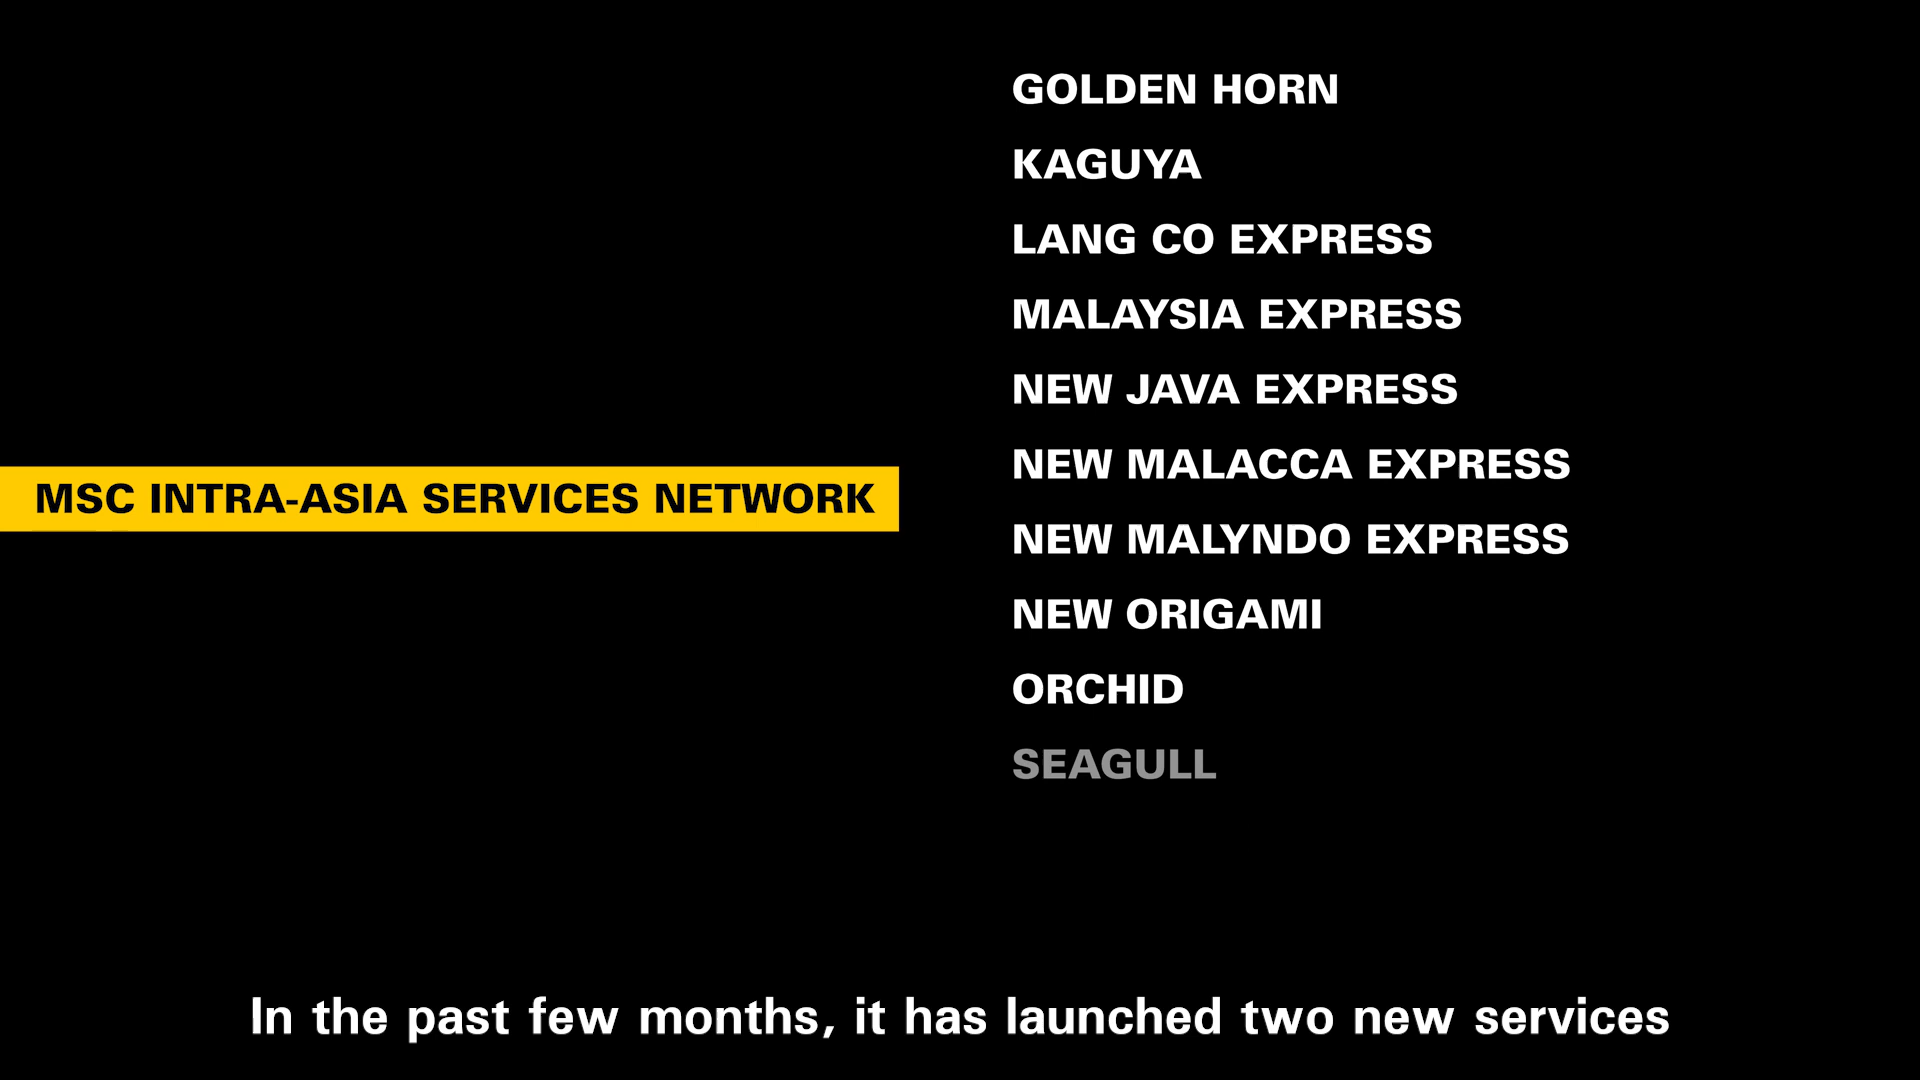 MSC INTRA-ASIA SERVICES NETWORK
GOLDEN HORN
KAGUYA
LANG CO EXPRESS
MALAYSIA EXPRESS
NEW JAVA EXPRESS
NEW MALACCA EXPRESS
NEW MALYNDO EXPRESS
NEW ORIGAMI
ORCHID
SEAGULL
In the past few months, it has launched two new services